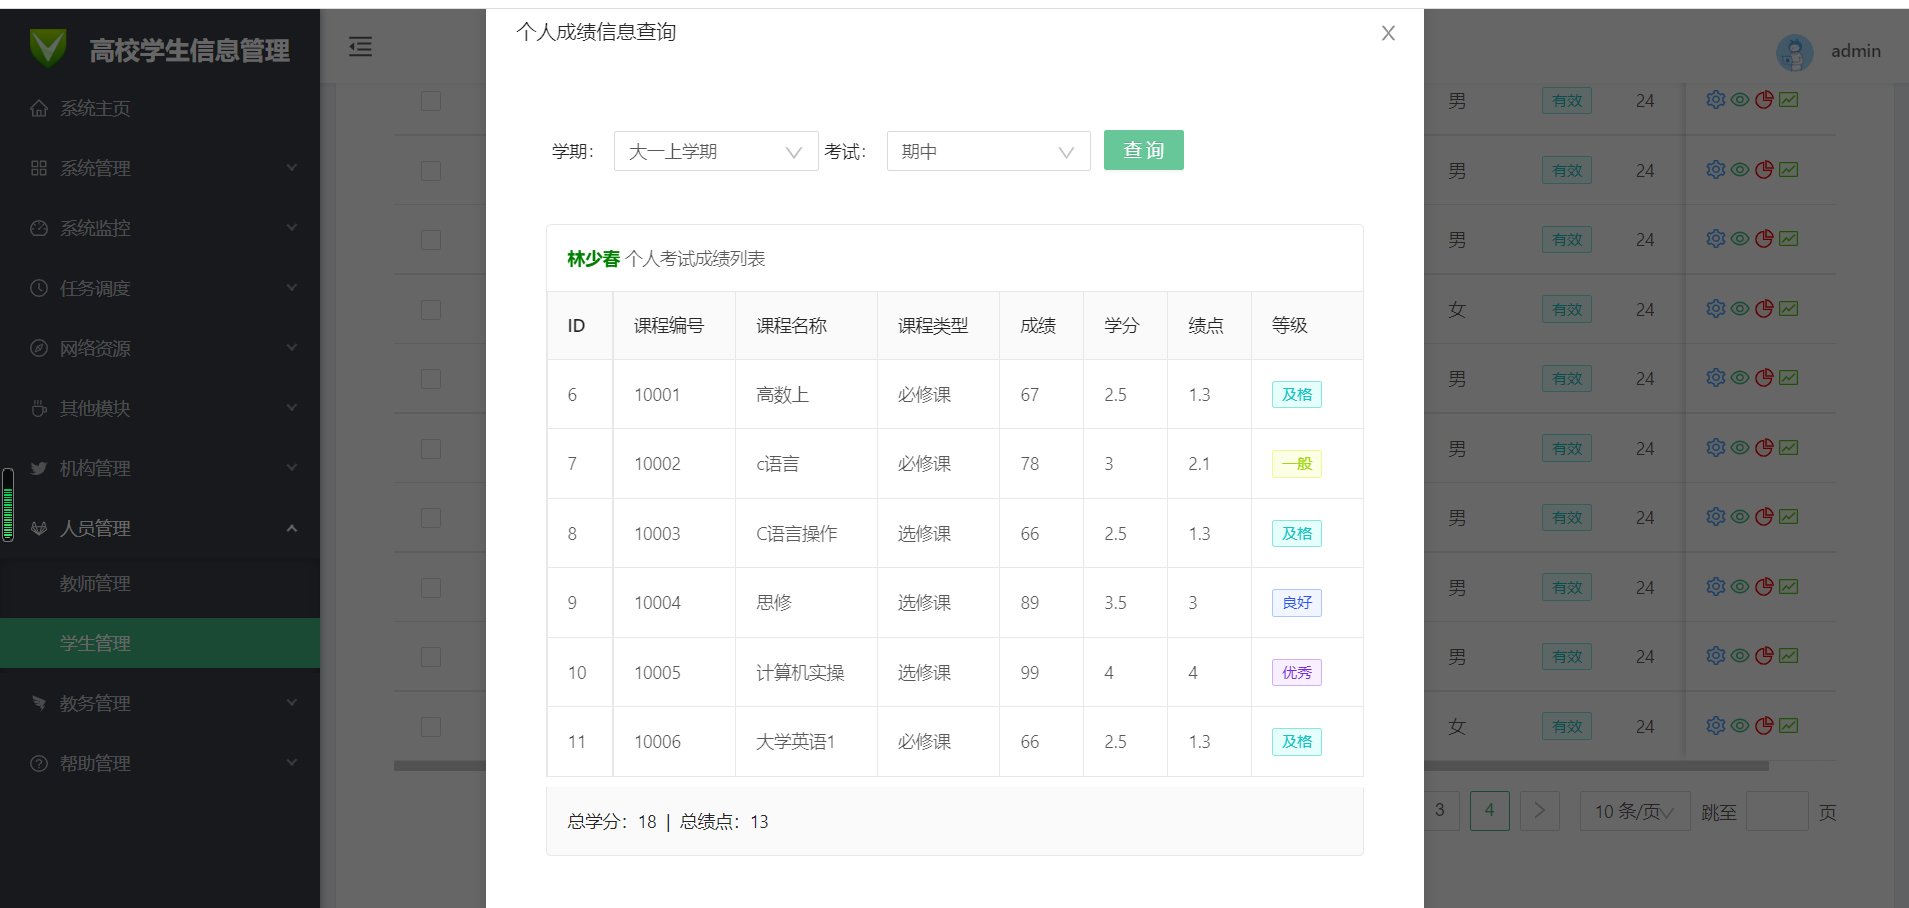 高校学生信息管理
系统主页
系统管理
系统监控
任务调度
网络资源
其他模块
机构管理
人员管理
教师管理
学生管理
教务管理
帮助管理
个人成绩信息查询
X
admin
学期： 大一上学期 考试： 期中 查询
林少春 个人考试成绩列表
ID 课程编号 课程名称 课程类型 成绩 学分 绩点 等级
6 10001 高数上 必修课 67 2.5 1.3 及格
7 10002 c语言 必修课 78 3 2.1 一般
8 10003 C语言操作 选修课 66 2.5 1.3 及格
9 10004 思修 选修课 89 3.5 3 良好
10 10005 计算机实操 选修课 99 4 4 优秀
11 10006 大学英语1 必修课 66 2.5 1.3 及格
总学分：18 | 总绩点：13
男 有效 24
男 有效 24
男 有效 24
女 有效 24
男 有效 24
男 有效 24
男 有效 24
男 有效 24
男 有效 24
女 有效 24
3 4 > 10 条/页 跳至 页